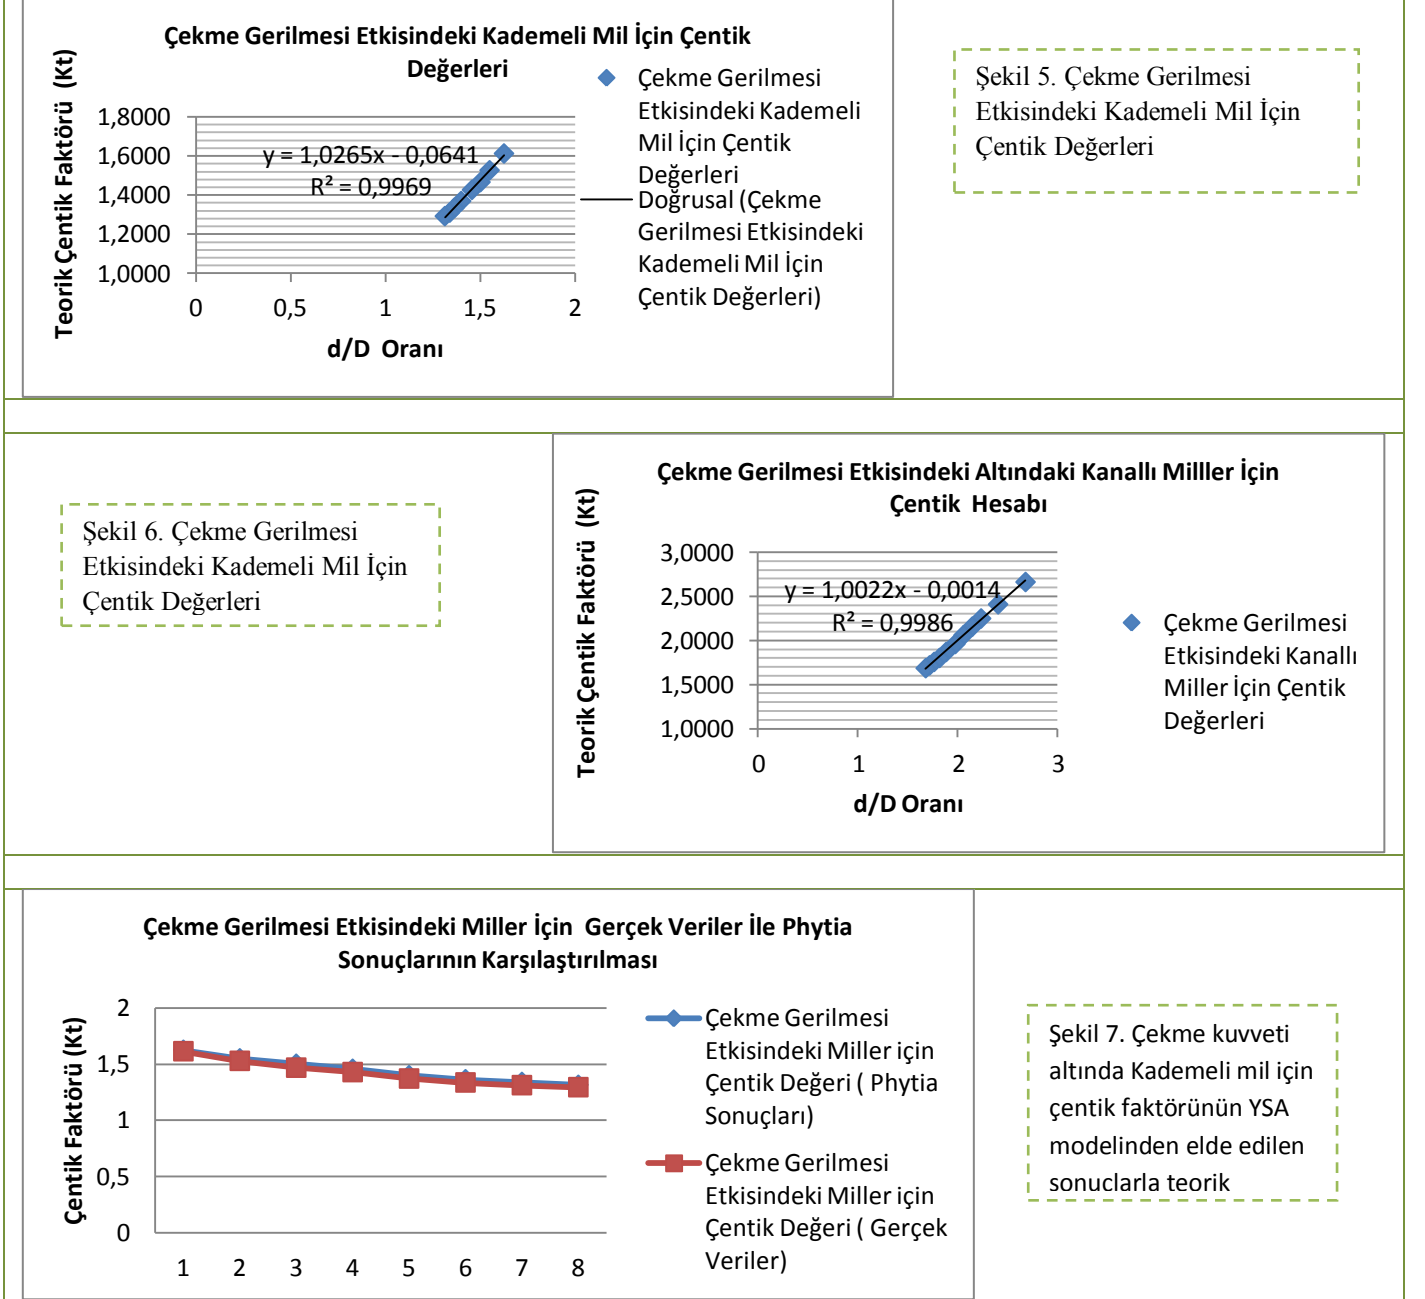 Çekme Gerilmesi Etkisindeki Kademeli Mil İçin Çentik
Değerleri
Teorik Çentik Faktörü (Kt)
1,8000
1,6000
1,4000
1,2000
1,0000
y = 1,0265x - 0,0641
R² = 0,9969
0
0,5
1
1,5
2
d/D Oranı
Çekme Gerilmesi
Etkisindeki Kademeli
Mil İçin Çentik
Değerleri
Doğrusal (Çekme
Gerilmesi Etkisindeki
Kademeli Mil İçin
Çentik Değerleri)
Şekil 5. Çekme Gerilmesi
Etkisindeki Kademeli Mil İçin
Çentik Değerleri
Şekil 6. Çekme Gerilmesi
Etkisindeki Kademeli Mil İçin
Çentik Değerleri
Çekme Gerilmesi Etkisindeki Altındaki Kanallı Milller İçin
Çentik Hesabı
Teorik Çentik Faktörü (Kt)
3,0000
2,5000
2,0000
1,5000
1,0000
y = 1,0022x - 0,0014
R² = 0,9986
0
1
2
3
d/D Oranı
Çekme Gerilmesi
Etkisindeki Kanallı
Miller İçin Çentik
Değerleri
Çekme Gerilmesi Etkisindeki Miller İçin Gerçek Veriler İle Phytia
Sonuçlarının Karşılaştırılması
Çentik Faktörü (Kt)
2
1,5
1
0,5
0
1
2
3
4
5
6
7
8
Çekme Gerilmesi
Etkisindeki Miller için
Çentik Değeri ( Phytia
Sonuçları)
Çekme Gerilmesi
Etkisindeki Miller için
Çentik Değeri ( Gerçek
Veriler)
Şekil 7. Çekme kuvveti
altında Kademeli mil için
çentik faktörünün YSA
modelinden elde edilen
sonuclarla teorik